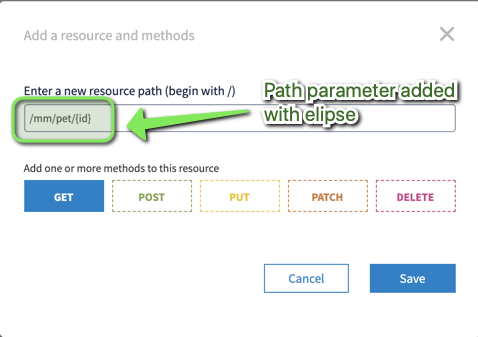 Add a resource and methods
Enter a new resource path (begin with /)
Path parameter added
with elipse
/mm/pet/{id}
Add one or more methods to this resource
GET POST PUT PATCH DELETE
Cancel Save